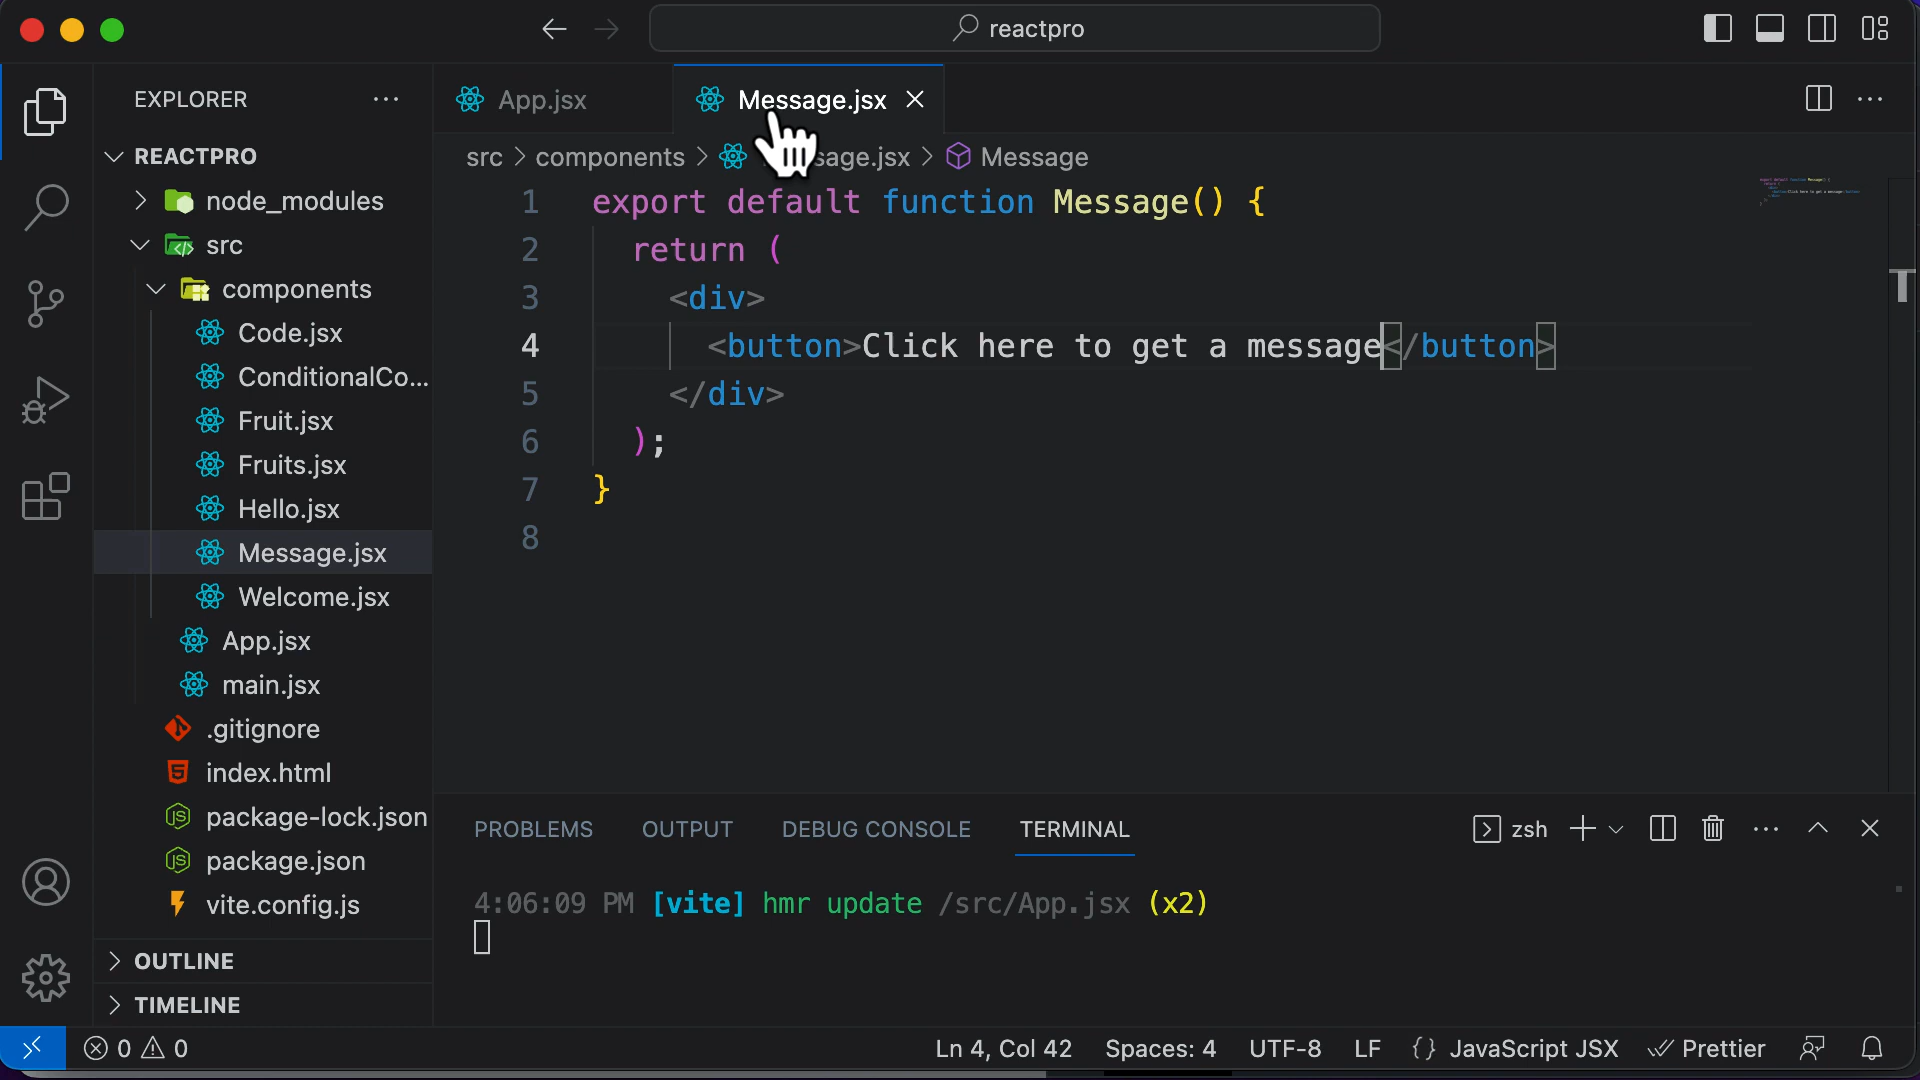 reactpro
EXPLORER
App.jsx
Message.jsx
REACTPRO
node_modules
src
components
Code.jsx
ConditionalCo...
Fruit.jsx
Fruits.jsx
Hello.jsx
Message.jsx
Welcome.jsx
App.jsx
main.jsx
.gitignore
index.html
package-lock.json
package.json
vite.config.js
OUTLINE
TIMELINE
src > components > sage.jsx > Message
1 export default function Message() {
2 return (
3 <div>
4 <button>Click here to get a message</button>
5 </div>
6 );
7 }
8
PROBLEMS OUTPUT DEBUG CONSOLE TERMINAL zsh
4:06:09 PM [vite] hmr update /src/App.jsx (x2)
0 0 Ln 4, Col 42 Spaces: 4 UTF-8 LF {} JavaScript JSX Prettier